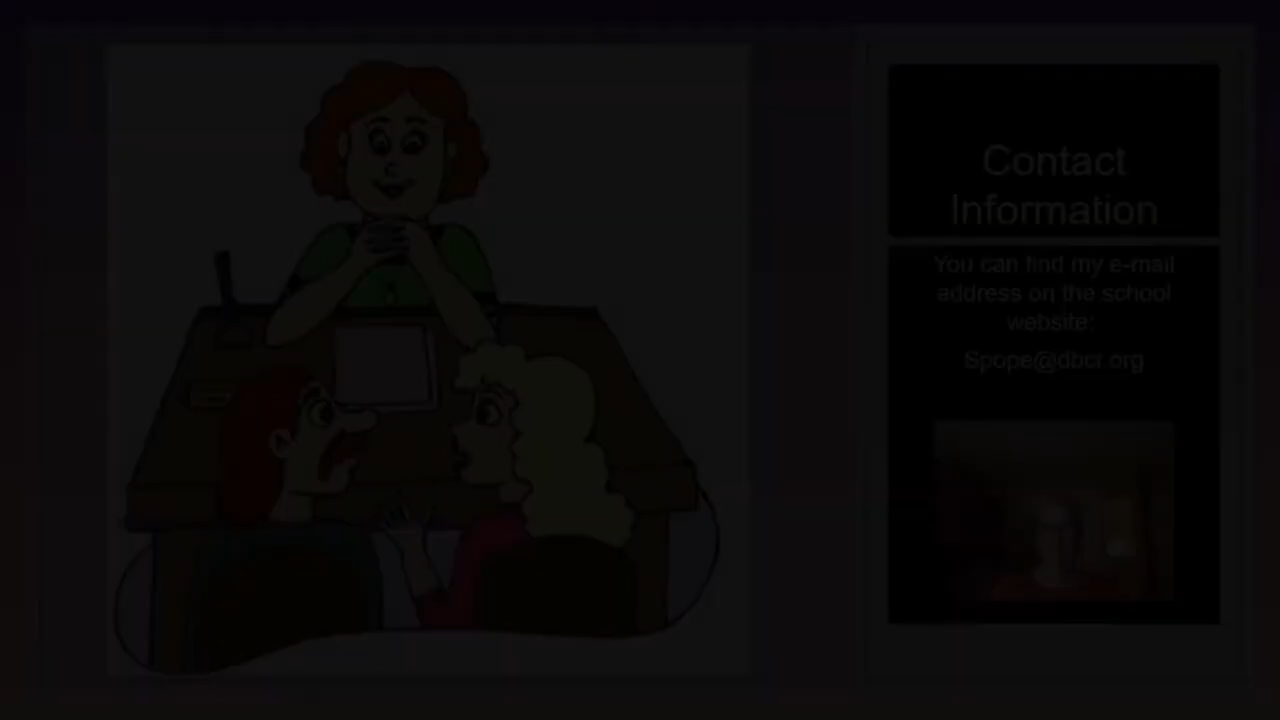 Contact
Information
You can find my e-mail
address on the school
website:
Spope@dbcr.org